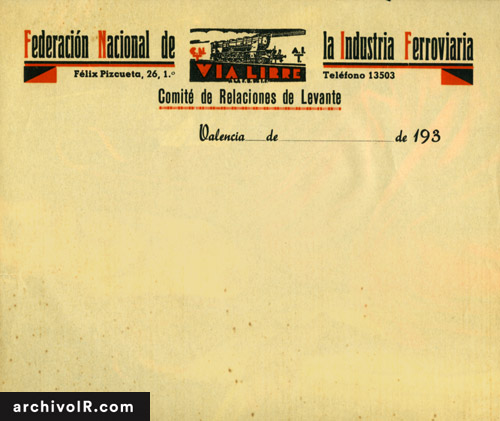 Federación Nacional de la Industria Ferroviaria
C.N. A.I.T.
VIA LIBRE
Félix Pizcueta, 26, 1.º Teléfono 13503
Comité de Relaciones de Levante
Valencia de de 193
archivoIR.com